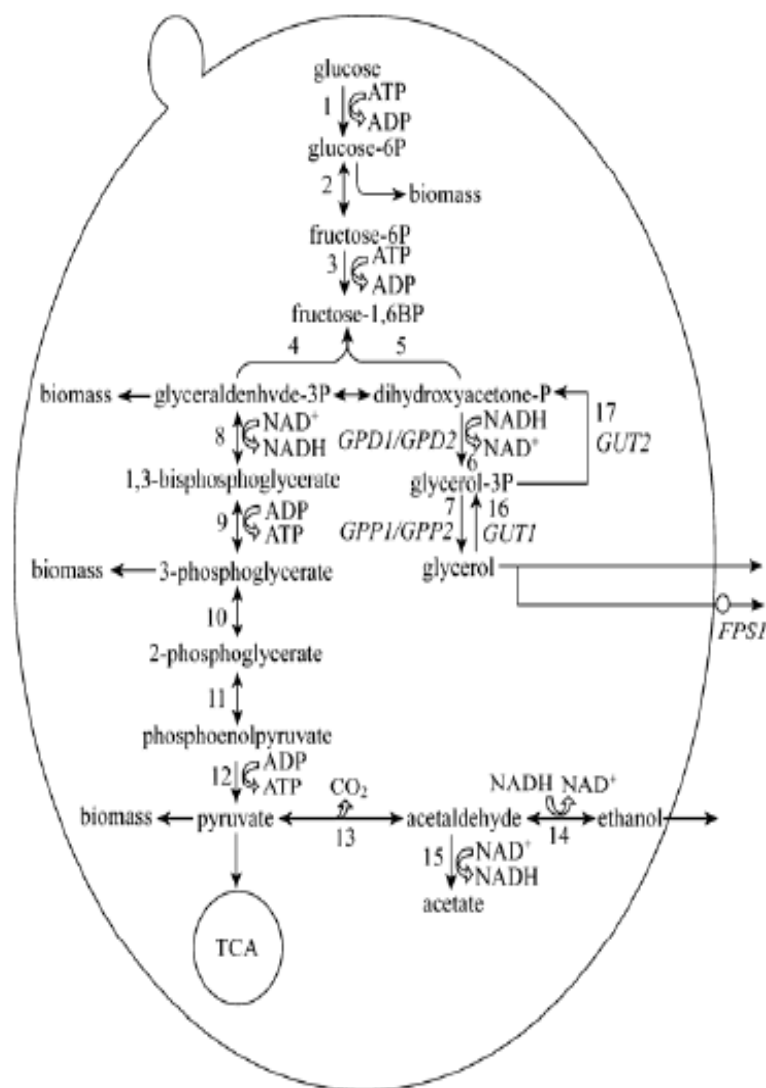 glucose
1
ATP
ADP
glucose-6P
2
biomass
fructose-6P
3
ATP
ADP
fructose-1,6BP
4 5
biomass glyceraldenhvde-3P dihydroxyacetone-P
8
NAD⁺
NADH
GPD1/GPD2
NADH
NAD⁺
6
17
GUT2
1,3-bisphosphoglycerate
glycerol-3P
9
ADP
ATP
7
GPP1/GPP2
16
GUT1
biomass 3-phosphoglycerate
glycerol
FPS1
10
2-phosphoglycerate
11
phosphoenolpyruvate
12
ADP
ATP
CO₂
NADH NAD⁺
biomass pyruvate acetaldehyde ethanol
13
14
15
NAD⁺
NADH
acetate
TCA